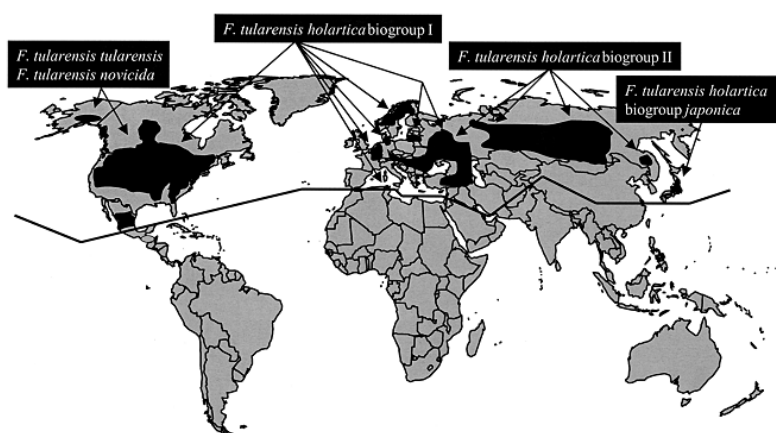 F. tularensis tularensis
F. tularensis novicida
F. tularensis holartica biogroup I
F. tularensis holartica biogroup II
F. tularensis holartica
biogroup japonica